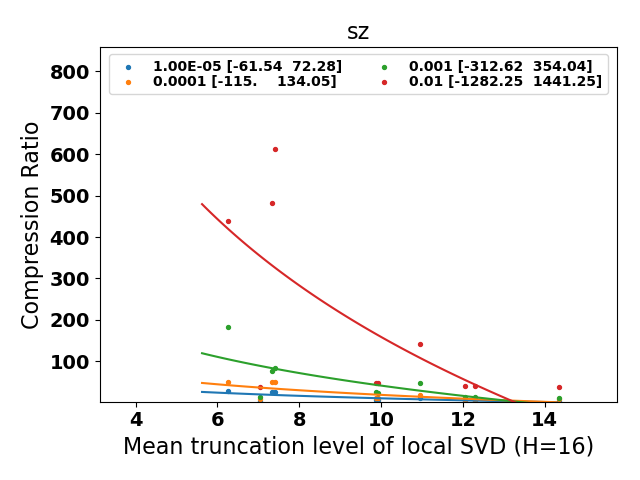 sz
1.00E-05 [-61.54  72.28]
0.0001 [-115.    134.05]
0.001 [-312.62  354.04]
0.01 [-1282.25  1441.25]
800
700
600
500
400
300
200
100
Compression Ratio
4 6 8 10 12 14
Mean truncation level of local SVD (H=16)